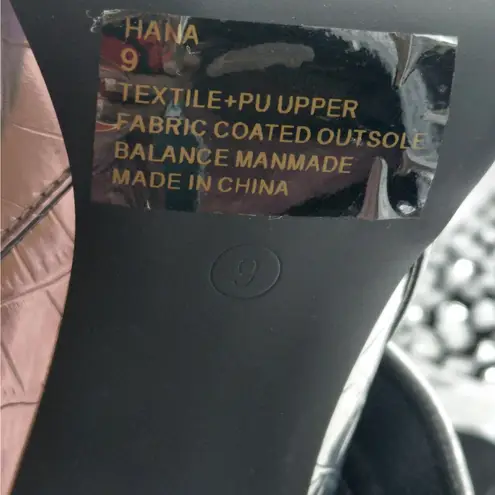 HANA
9
TEXTILE+PU UPPER
FABRIC COATED OUTSOLE
BALANCE MANMADE
MADE IN CHINA
9